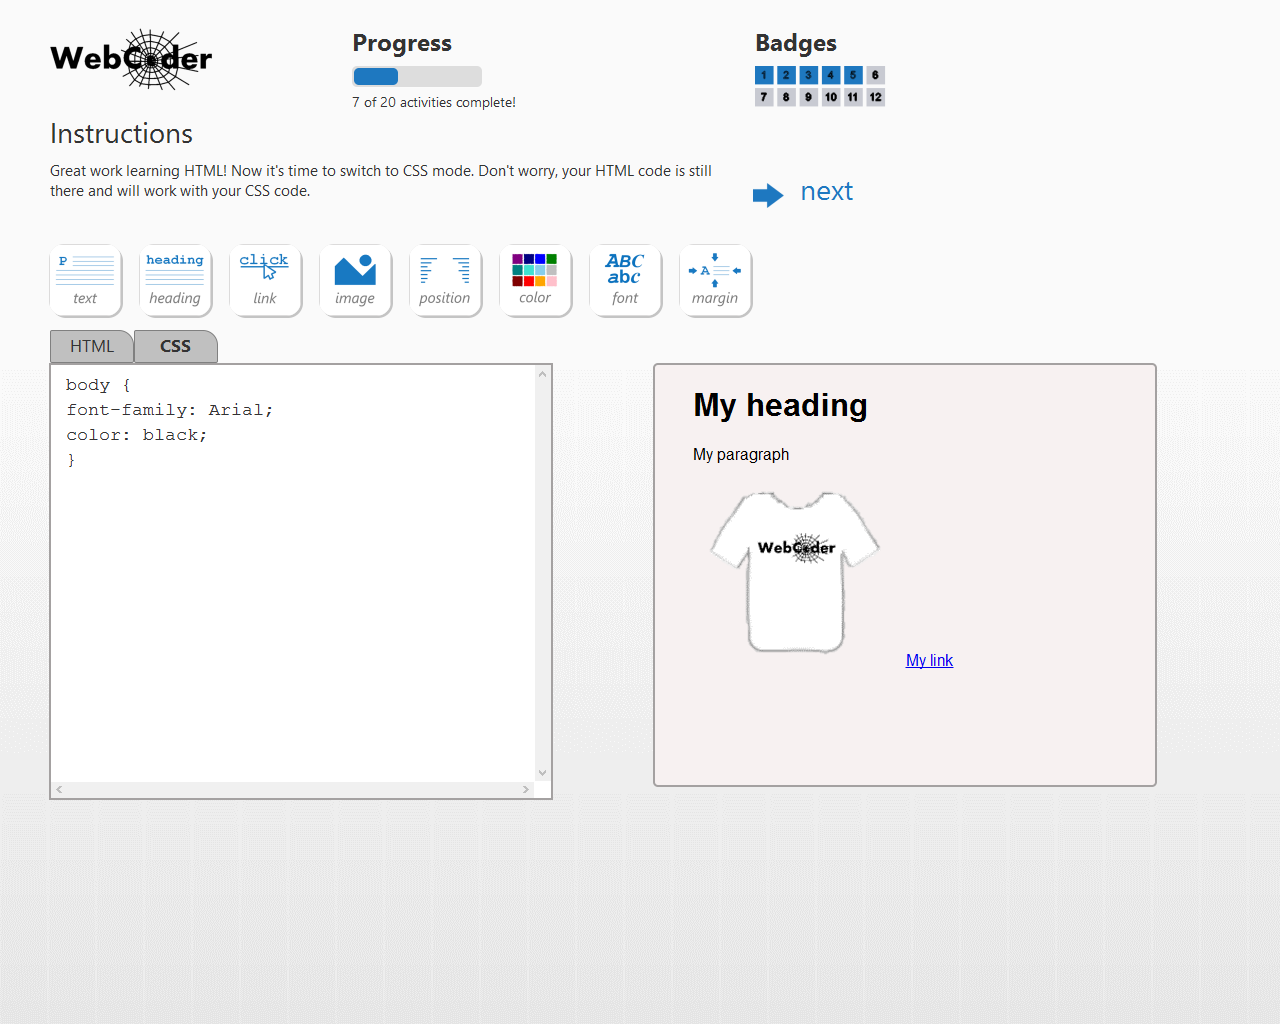 WebCoder
Progress
7 of 20 activities complete!
Badges
1 2 3 4 5 6
7 8 9 10 11 12
Instructions
Great work learning HTML! Now it's time to switch to CSS mode. Don't worry, your HTML code is still
there and will work with your CSS code.
next
P
text
heading
heading
click
link
image
position
color
ABC
abc
font
A
margin
HTML
CSS
body {
font-family: Arial;
color: black;
}
My heading
My paragraph
WebCoder
My link